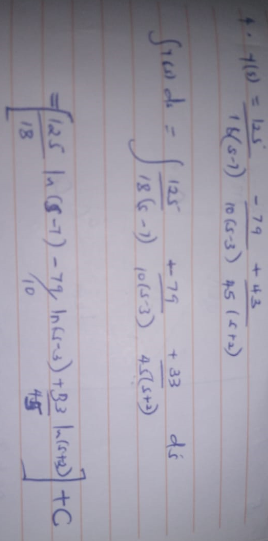 4. Y(s) = 125/18(s-7) - 79/10(s-3) + 43/45(s+2)
∫ Y(s) ds = ∫ 125/18(s-7) + -79/10(s-3) + 33/45(s+2) ds
= [125/18 ln(s-7) - 79/10 ln(s-3) + 33/45 ln(s+2)] + C